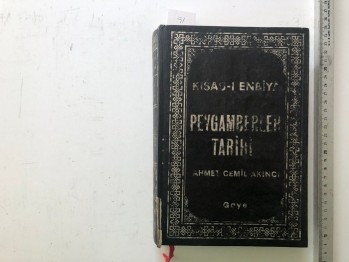 KISAS-I ENBİYA
PEYGAMBERLER
TARİHİ
AHMET CEMİL AKINCI
Gaye